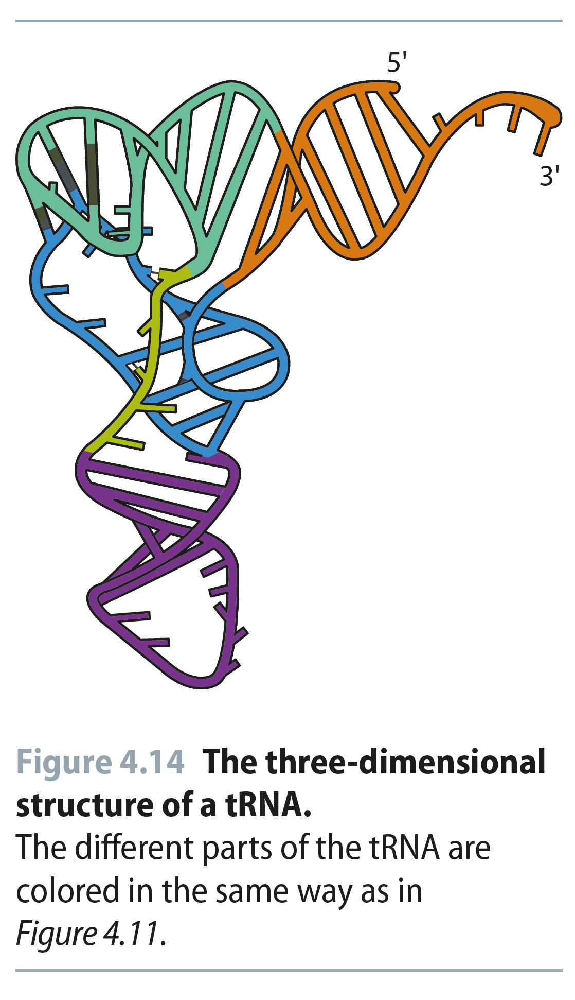 5'
3'
Figure 4.14 The three-dimensional
structure of a tRNA.
The different parts of the tRNA are
colored in the same way as in
Figure 4.11.